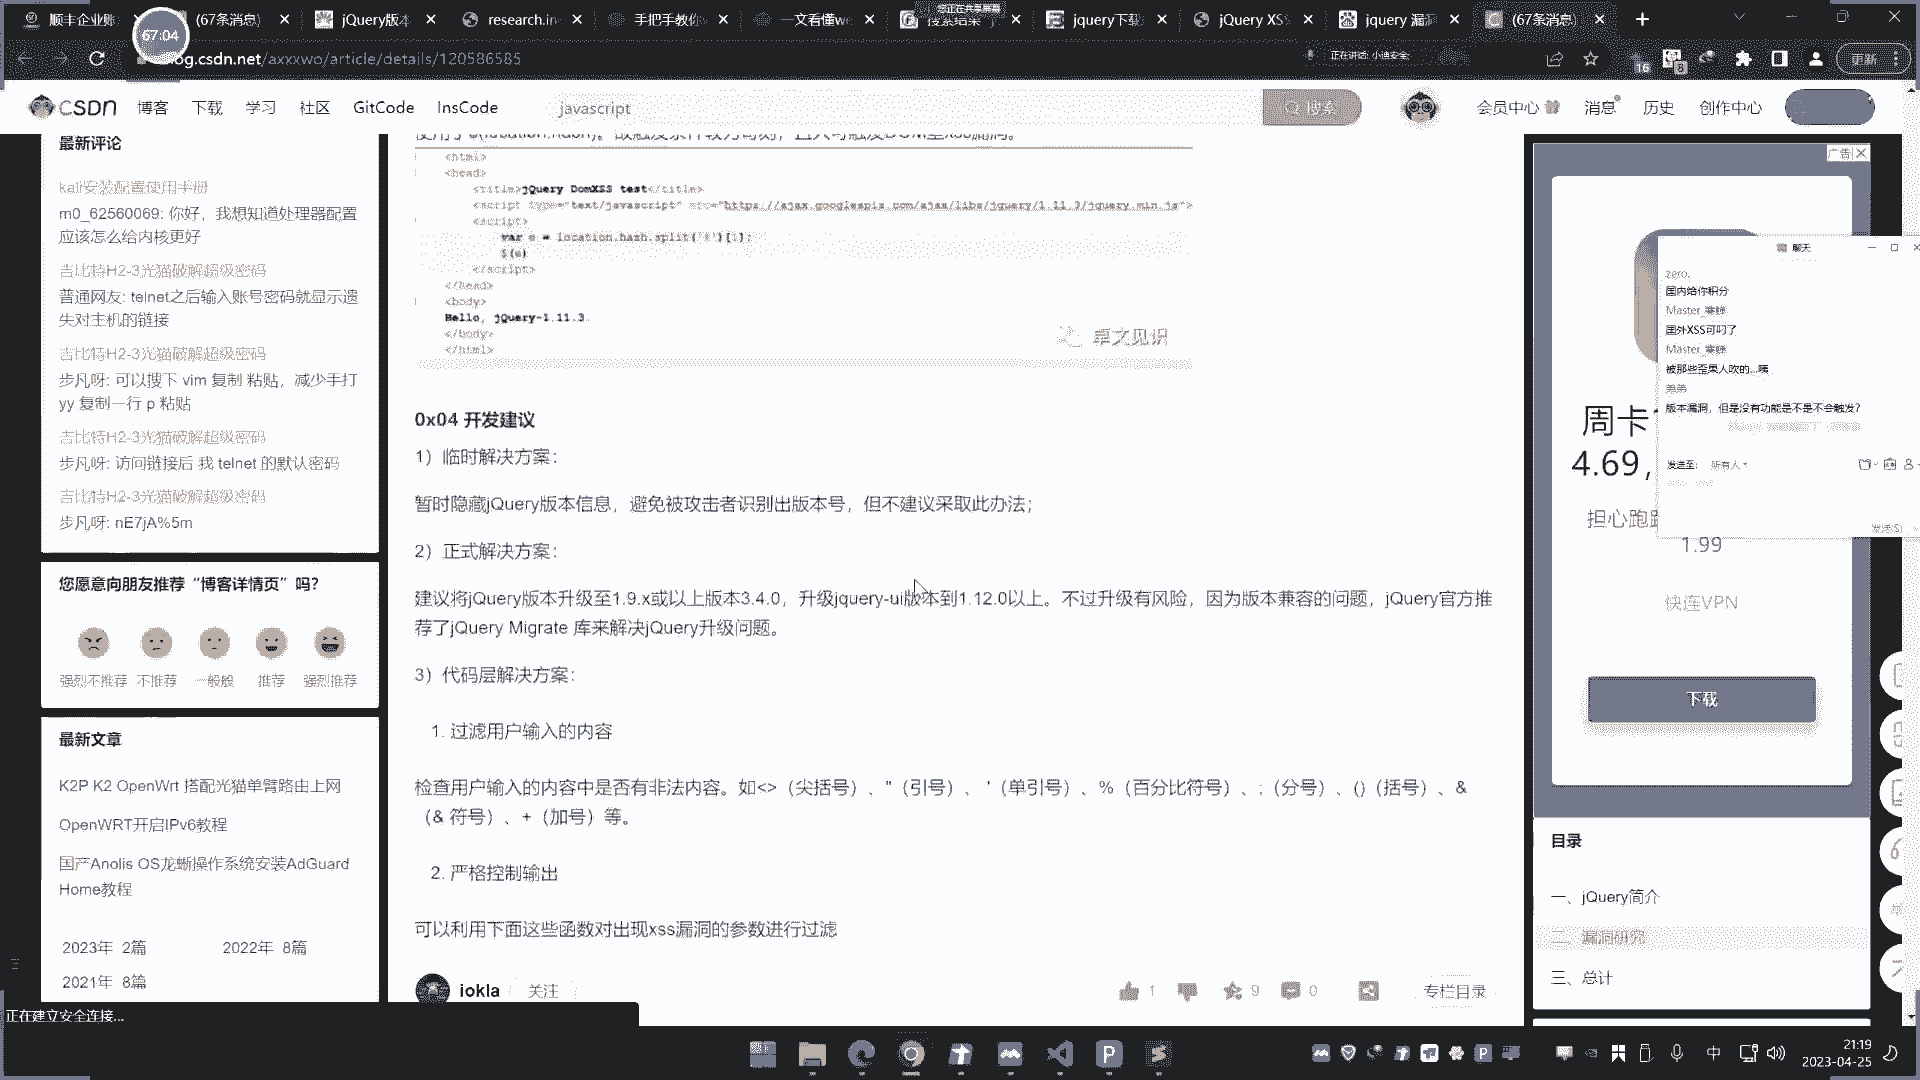 顺丰企业账
(67条消息)
jQuery版本
research.in
手把手教你
一文看懂we
搜索结果
您正在共享屏幕
jquery下载
jQuery XSS
jquery 漏洞
(67条消息)
67:04
og.csdn.net/axxxwo/article/details/120586585
正在讲话: 小迪安全;
16
8
更新
CSDN
博客
下载
学习
社区
GitCode
InsCode
javascript
搜索
会员中心
消息
历史
创作中心
最新评论
kali安装配置使用手册
m0_62560069: 你好，我想知道处理器配置
应该怎么给内核更好
吉比特H2-3光猫破解超级密码
普通网友: telnet之后输入账号密码就显示遗
失对主机的链接
吉比特H2-3光猫破解超级密码
步凡呀: 可以搜下 vim 复制 粘贴，减少手打
yy 复制一行 p 粘贴
吉比特H2-3光猫破解超级密码
步凡呀: 访问链接后 我 telnet 的默认密码
吉比特H2-3光猫破解超级密码
步凡呀: nE7jA%5m
您愿意向朋友推荐“博客详情页”吗？
强烈不推荐
不推荐
一般般
推荐
强烈推荐
最新文章
K2P K2 OpenWrt 搭配光猫单臂路由上网
OpenWRT开启IPv6教程
国产Anolis OS龙蜥操作系统安装AdGuard
Home教程
2023年 2篇
2022年 8篇
2021年 8篇
正在建立安全连接...
<html>
<head>
<title>jQuery DomXSS test</title>
<script type="text/javascript" src="https://ajax.googleapis.com/ajax/libs/jquery/1.11.3/jquery.min.js">
<script>
var e = location.hash.split('#')[1];
$(e)
</script>
</head>
<body>
Hello, jQuery-1.11.3.
</body>
</html>
卓文见识
0x04 开发建议
1）临时解决方案：
暂时隐藏jQuery版本信息，避免被攻击者识别出版本号，但不建议采取此办法；
2）正式解决方案：
建议将jQuery版本升级至1.9.x或以上版本3.4.0，升级jquery-ui版本到1.12.0以上。不过升级有风险，因为版本兼容的问题，jQuery官方推
荐了jQuery Migrate 库来解决jQuery升级问题。
3）代码层解决方案：
1. 过滤用户输入的内容
检查用户输入的内容中是否有非法内容。如<>（尖括号）、"（引号）、 '（单引号）、%（百分比符号）、;（分号）、()（括号）、&
（& 符号）、+（加号）等。
2. 严格控制输出
可以利用下面这些函数对出现xss漏洞的参数进行过滤
iokla
关注
1
9
0
专栏目录
广告
聊天
zero.
国内给你积分
国外XSS可叼了
被那些歪果人吹的...咦
弟弟
版本漏洞，但是没有功能是不是不会触发?
发送至:
所有人
发送(S)
周卡
4.69,
担心跑
1.99
快连VPN
下载
目录
一、jQuery简介
二、漏洞研究
三、总计
中
21:19
2023-04-25